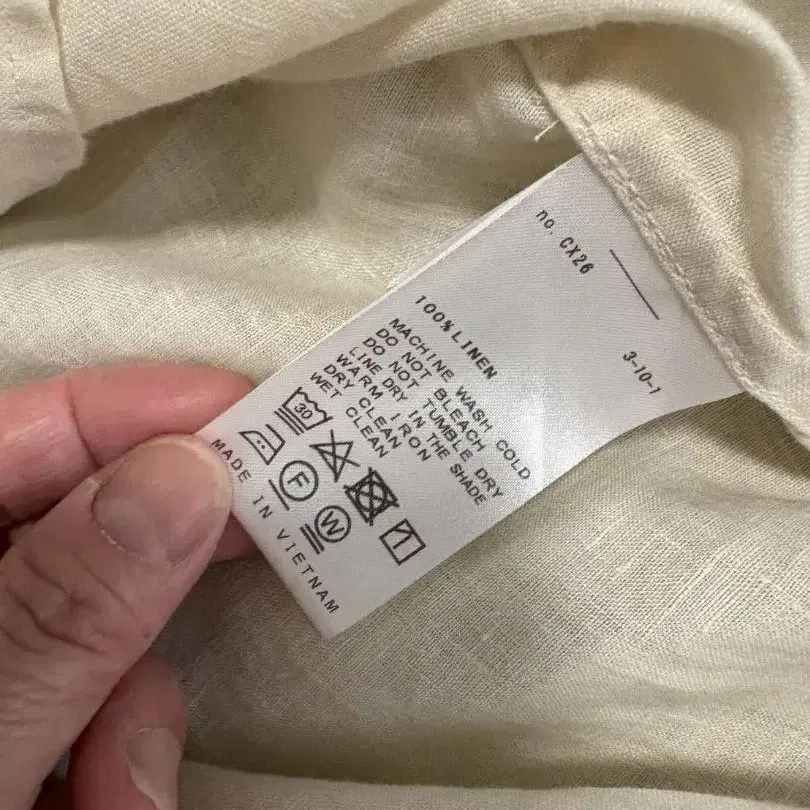 no. CX26
3-10-1
100% LINEN
MACHINE WASH COLD
DO NOT BLEACH
DO NOT TUMBLE DRY
LINE DRY IN THE SHADE
WARM IRON
DRY CLEAN
WET CLEAN
30
F
W
MADE IN VIETNAM